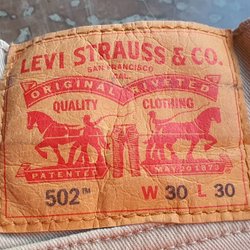 LEVI STRAUSS & CO.
SAN FRANCISCO
CAL.
ORIGINAL RIVETED
QUALITY CLOTHING
PATENTED MAY 20 1873
502™ W 30 L 30